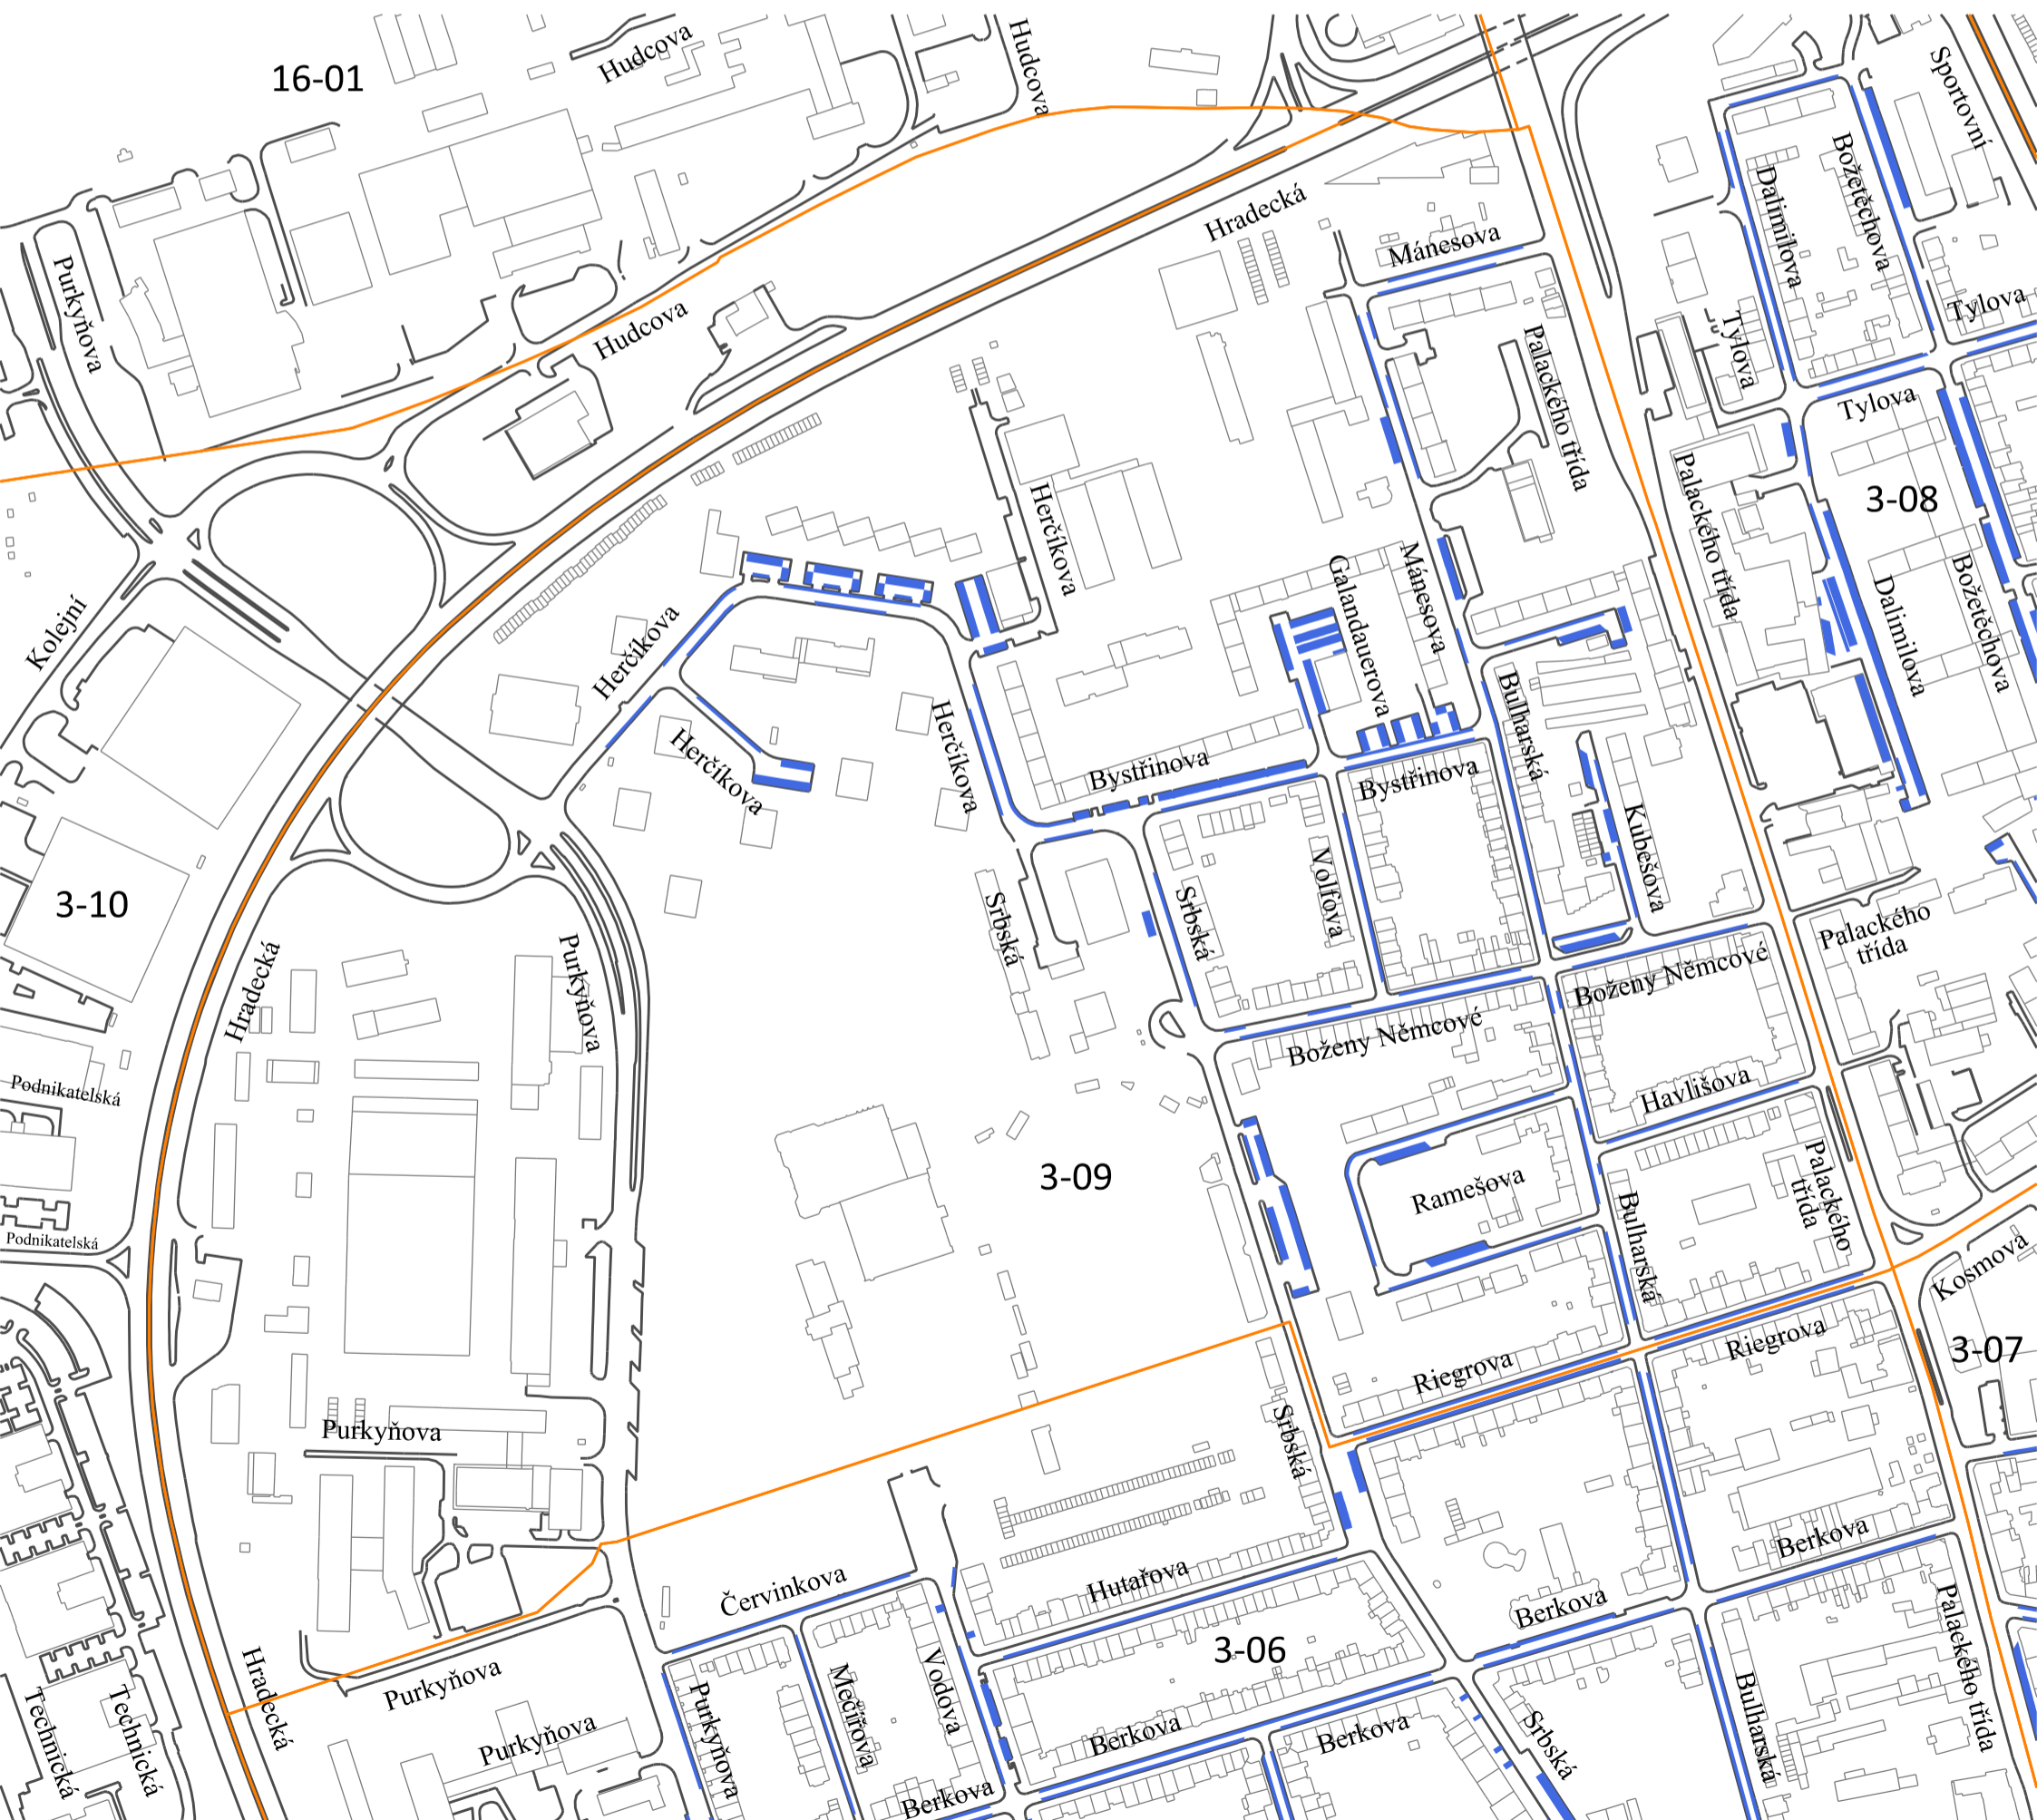 16-01
Hudcova
Hudcova
Sportovní
Purkyňova
Hradecká
Mánesova
Dalimilova
Božetěchova
Tylova
Hudcova
Tylova
Palackého třída
Tylova
3-08
Herčíkova
Palackého třída
Galandauerova
Mánesova
Dalimilova
Božetěchova
Kolejní
Herčíkova
Herčíkova
Herčíkova
Bystřinova
Bystřinova
Bulharská
Kubešova
3-10
Srbská
Srbská
Volfova
Palackého
třída
Hradecká
Purkyňova
Boženy Němcové
Boženy Němcové
Podnikatelská
Havlišova
3-09
Ramešova
Bulharská
Palackého
třída
Podnikatelská
Kosmova
Riegrova
Riegrova
3-07
Purkyňova
Srbská
Červinkova
Hutařova
Berkova
Berkova
3-06
Purkyňova
Hradecká
Technická
Technická
Purkyňova
Purkyňova
Mečířova
Vodova
Berkova
Berkova
Berkova
Srbská
Bulharská
Palackého třída